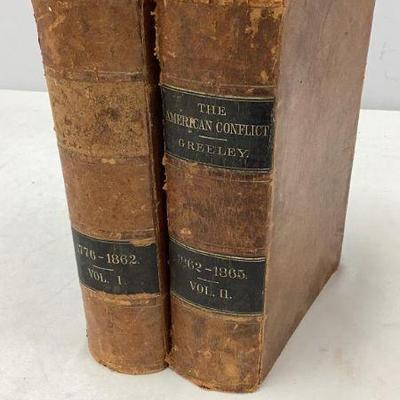 776-1862.
VOL. I.
THE
AMERICAN CONFLICT
GREELEY.
1862-1865.
VOL. II.